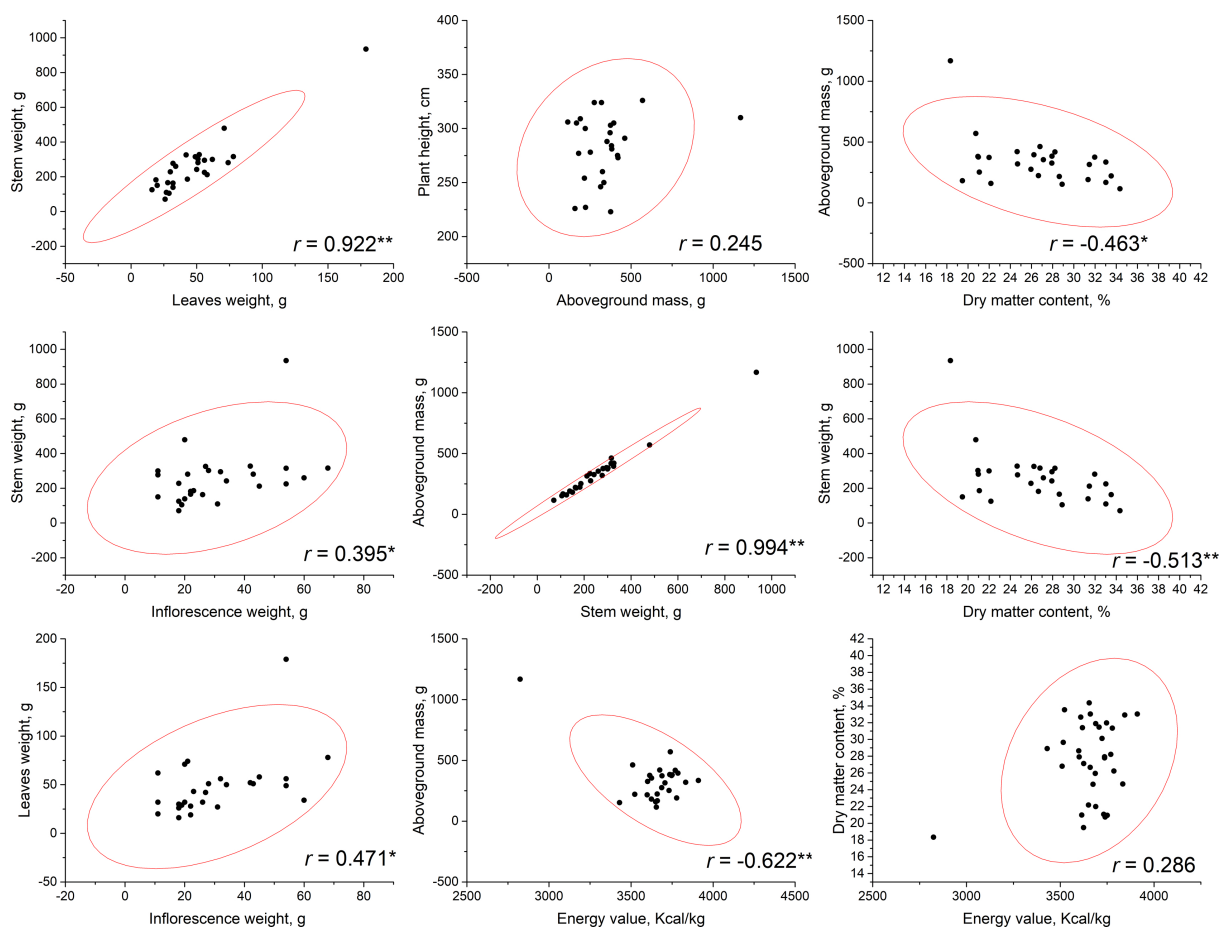 Stem weight, g
1000
800
600
400
200
0
-200
-50 0 50 100 150 200
Leaves weight, g
r = 0.922**
Plant height, cm
400
350
300
250
200
0 500 1000 1500
Aboveground mass, g
r = 0.245
Aboveground mass, g
1500
1000
500
0
-500
12 14 16 18 20 22 24 26 28 30 32 34 36 38 40 42
Dry matter content, %
r = -0.463*
Stem weight, g
1000
800
600
400
200
0
-200
0 20 40 60 80
Inflorescence weight, g
r = 0.395*
Aboveground mass, g
1500
1000
500
0
-500
-200 0 200 400 600 800 1000
Stem weight, g
r = 0.994**
Stem weight, g
1000
800
600
400
200
0
-200
12 14 16 18 20 22 24 26 28 30 32 34 36 38 40 42
Dry matter content, %
r = -0.513**
Leaves weight, g
200
150
100
50
0
-50
0 20 40 60 80
Inflorescence weight, g
r = 0.471*
Aboveground mass, g
1500
1000
500
0
-500
2500 3000 3500 4000 4500
Energy value, Kcal/kg
r = -0.622**
Dry matter content, %
42
40
38
36
34
32
30
28
26
24
22
20
18
16
14
2500 3000 3500 4000
Energy value, Kcal/kg
r = 0.286